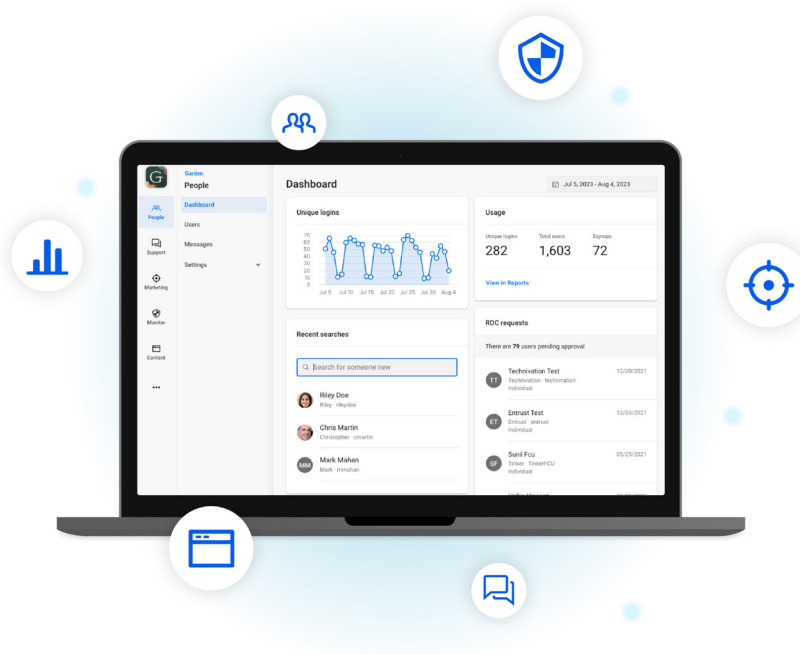 G
Garden
People
People
Dashboard
Users
Messages
Settings
Support
Marketing
Monitor
Content
Dashboard
Jul 5, 2023 - Aug 4, 2023
Unique logins
70
60
50
40
30
20
10
0
Jul 5 Jul 10 Jul 15 Jul 20 Jul 25 Jul 30 Aug 4
Usage
Unique logins Total users Signups
282 1,603 72
View in Reports
Recent searches
Search for someone new
Riley Doe
Riley · rileydoe
Chris Martin
Christopher · cmartin
MM
Mark Mahan
Mark · mmahan
RDC requests
There are 79 users pending approval
TT
Technivation Test 12/20/2021
Technivation · technivation
Individual
ET
Entrust Test 12/03/2021
Entrust · entrust
Individual
SF
Sunil Fcu 05/25/2021
Tinker · TinkerFCU
Individual